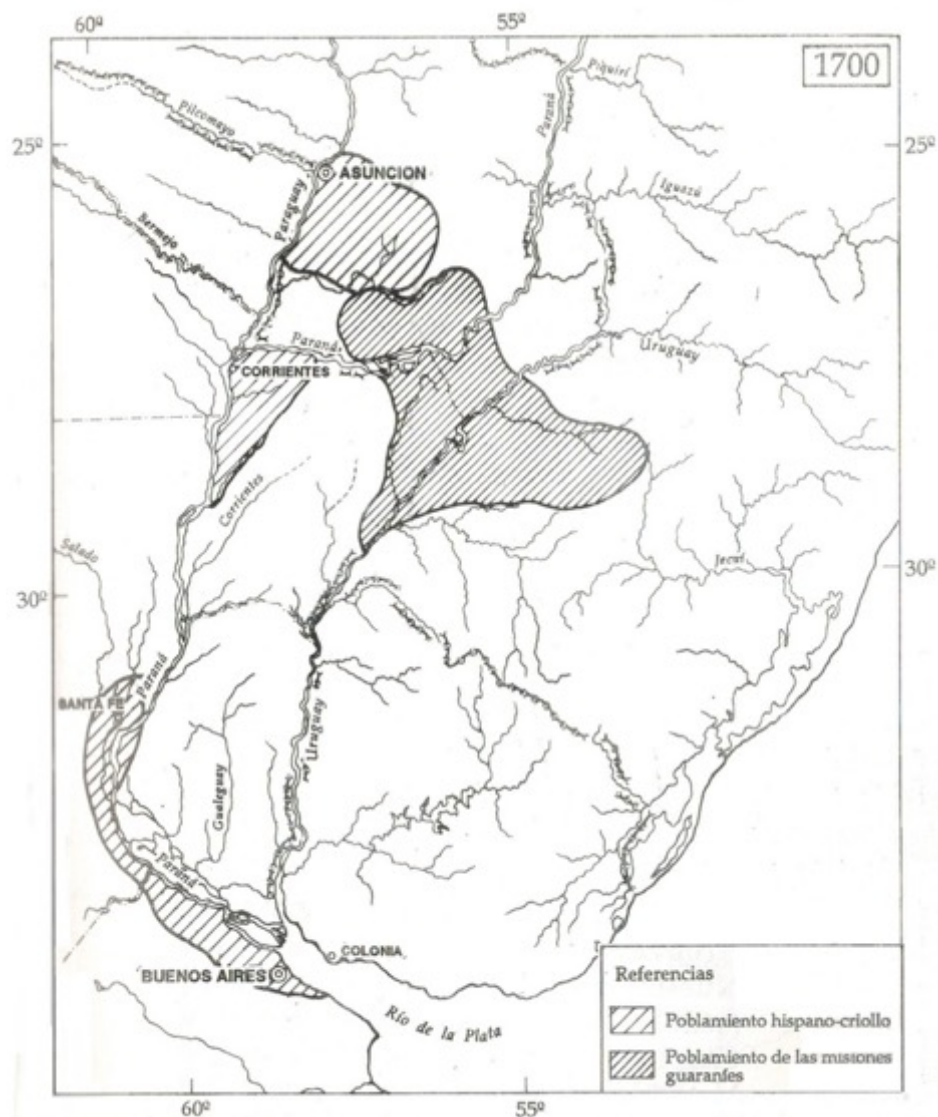 60º
55º
1700
Piquirí
Pilcomayo
Paraná
25º
25º
ASUNCION
Iguazú
Paraguay
Bermejo
Paraná
Uruguay
CORRIENTES
Corrientes
Salado
Jacuí
30º
30º
SANTA FE
Paraná
Uruguay
Gualeguay
Paraná
COLONIA
BUENOS AIRES
Río de la Plata
Referencias
Poblamiento hispano-criollo
Poblamiento de las misiones
guaraníes
60º
55º